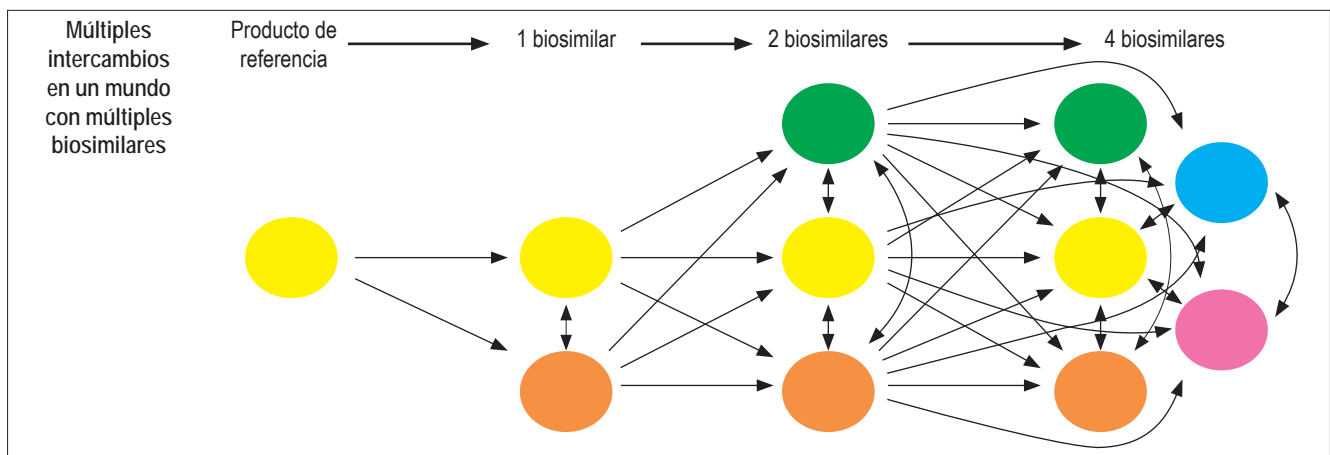 Múltiples
intercambios
en un mundo
con múltiples
biosimilares
Producto de
referencia
1 biosimilar
2 biosimilares
4 biosimilares